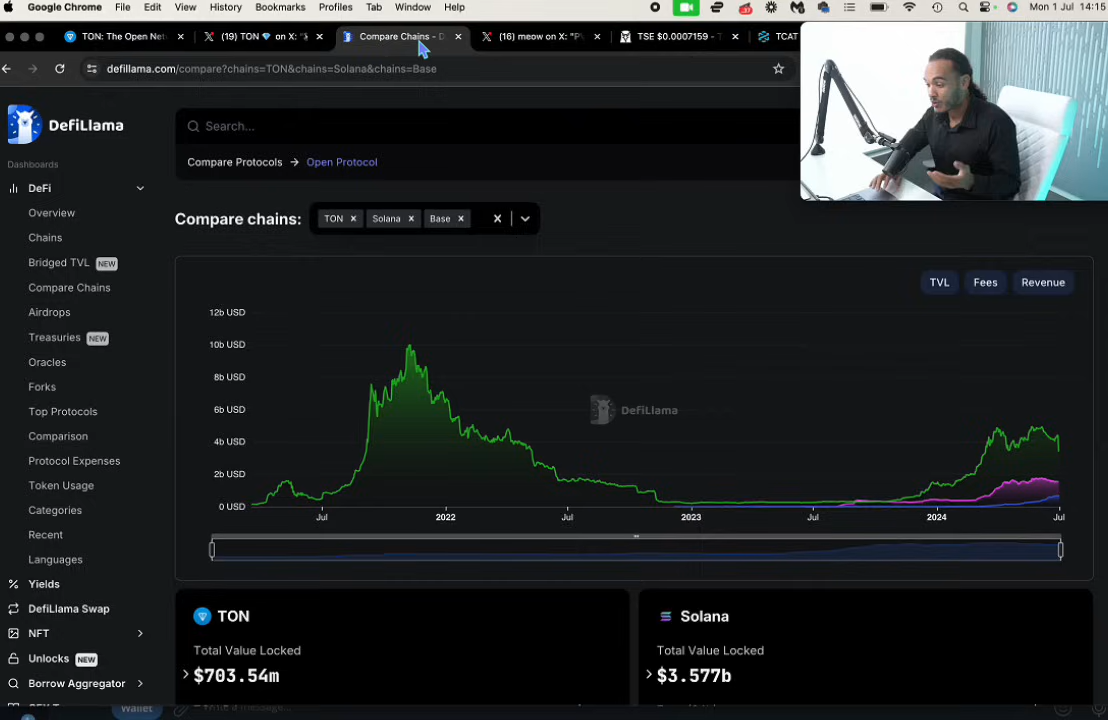 Google Chrome File Edit View History Bookmarks Profiles Tab Window Help Mon 1 Jul 14:15
TON: The Open Net
(19) TON 💎 on X: "
Compare Chains - D
(16) meow on X: "P
TSE $0.0007159 - T
TCAT
defillama.com/compare?chains=TON&chains=Solana&chains=Base
DefiLlama
Search...
Compare Protocols → Open Protocol
Dashboards
DeFi
Overview
Chains
Bridged TVL NEW
Compare Chains
Airdrops
Treasuries NEW
Oracles
Forks
Top Protocols
Comparison
Protocol Expenses
Token Usage
Categories
Recent
Languages
Yields
DefiLlama Swap
NFT
Unlocks NEW
Borrow Aggregator
Compare chains: TON Solana Base
TVL Fees Revenue
12b USD
10b USD
8b USD
6b USD
4b USD
2b USD
0 USD
DefiLlama
Jul 2022 Jul 2023 Jul 2024 Jul
TON
Total Value Locked
$703.54m
Solana
Total Value Locked
$3.577b
Wallet